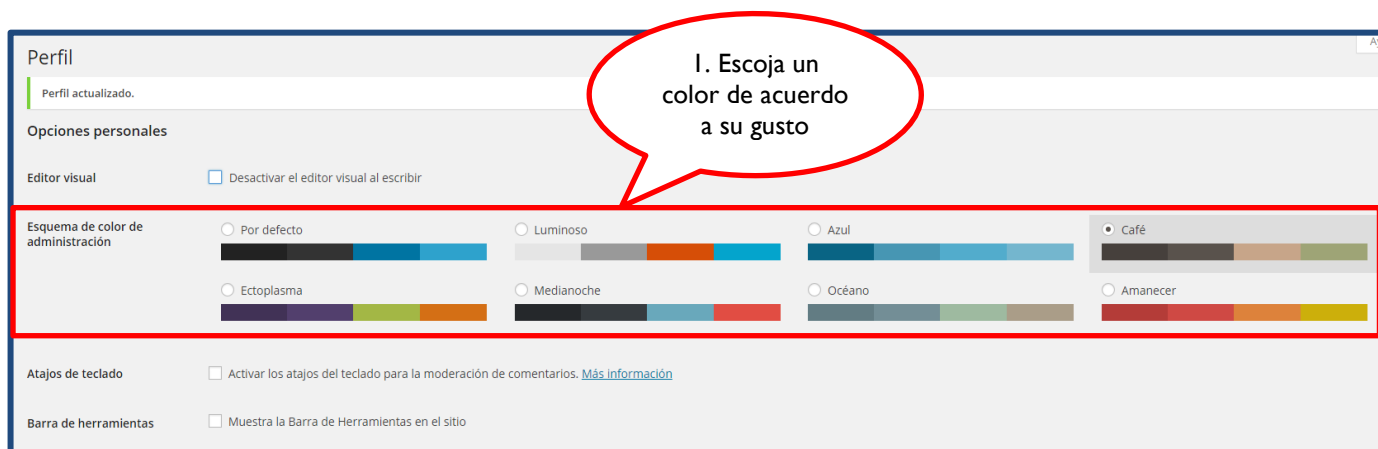 Perfil
1. Escoja un
color de acuerdo
a su gusto
Perfil actualizado.
Opciones personales
Editor visual
Desactivar el editor visual al escribir
Esquema de color de
administración
Por defecto
Luminoso
Azul
Café
Ectoplasma
Medianoche
Océano
Amanecer
Atajos de teclado
Activar los atajos del teclado para la moderación de comentarios. Más información
Barra de herramientas
Muestra la Barra de Herramientas en el sitio